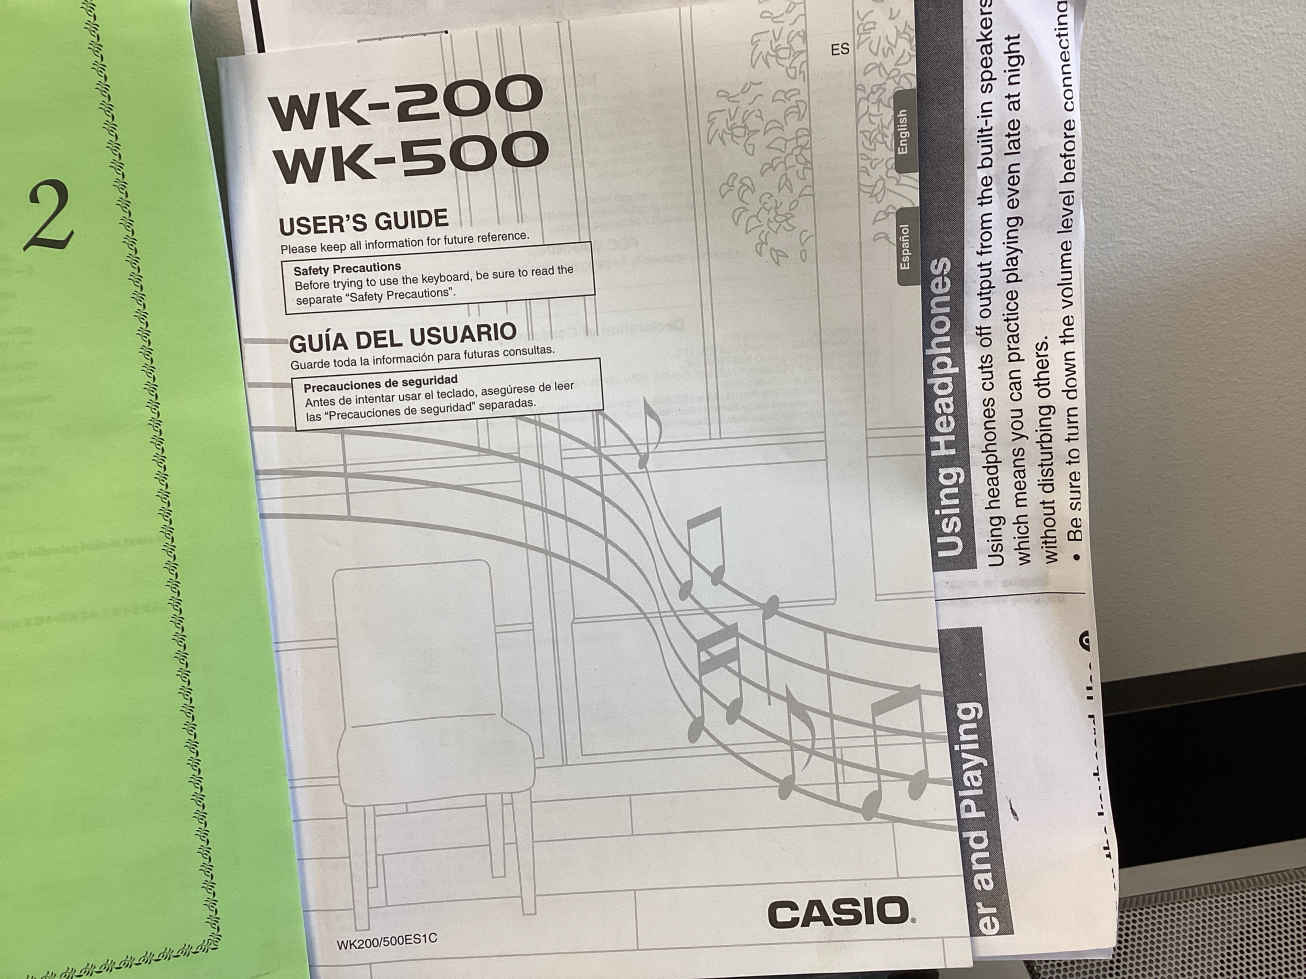 2
WK-200
WK-500
ES
USER'S GUIDE
Please keep all information for future reference.
Safety Precautions
Before trying to use the keyboard, be sure to read the
separate “Safety Precautions”.
GUÍA DEL USUARIO
Guarde toda la información para futuras consultas.
Precauciones de seguridad
Antes de intentar usar el teclado, asegúrese de leer
las “Precauciones de seguridad” separadas.
English
Español
CASIO
WK200/500ES1C
Using Headphones
Using headphones cuts off output from the built-in speakers
which means you can practice playing even late at night
without disturbing others.
• Be sure to turn down the volume level before connecting
er and Playing